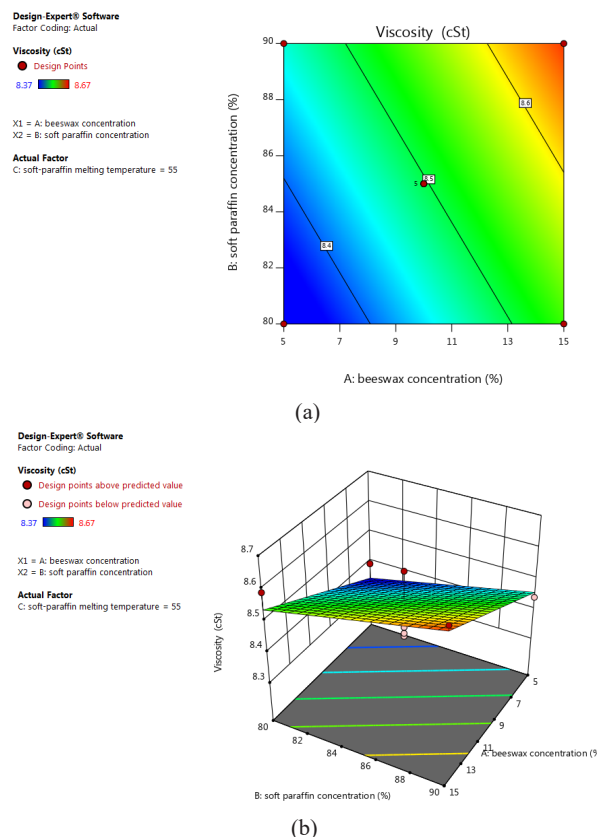 Design-Expert® Software
Factor Coding: Actual
Viscosity (cSt)
Design Points
8.37 8.67
X1 = A: beeswax concentration
X2 = B: soft paraffin concentration
Actual Factor
C: soft-paraffin melting temperature = 55
Viscosity (cSt)
B: soft paraffin concentration (%)
90
88
86
84
82
80
8.6
5
8.5
8.4
5 7 9 11 13 15
A: beeswax concentration (%)
(a)
Design-Expert® Software
Factor Coding: Actual
Viscosity (cSt)
Design points above predicted value
Design points below predicted value
8.37 8.67
X1 = A: beeswax concentration
X2 = B: soft paraffin concentration
Actual Factor
C: soft-paraffin melting temperature = 55
Viscosity (cSt)
8.7
8.6
8.5
8.4
8.3
80
82
84
86
88
90
B: soft paraffin concentration (%)
5
7
9
11
13
15
A: beeswax concentration (%
(b)